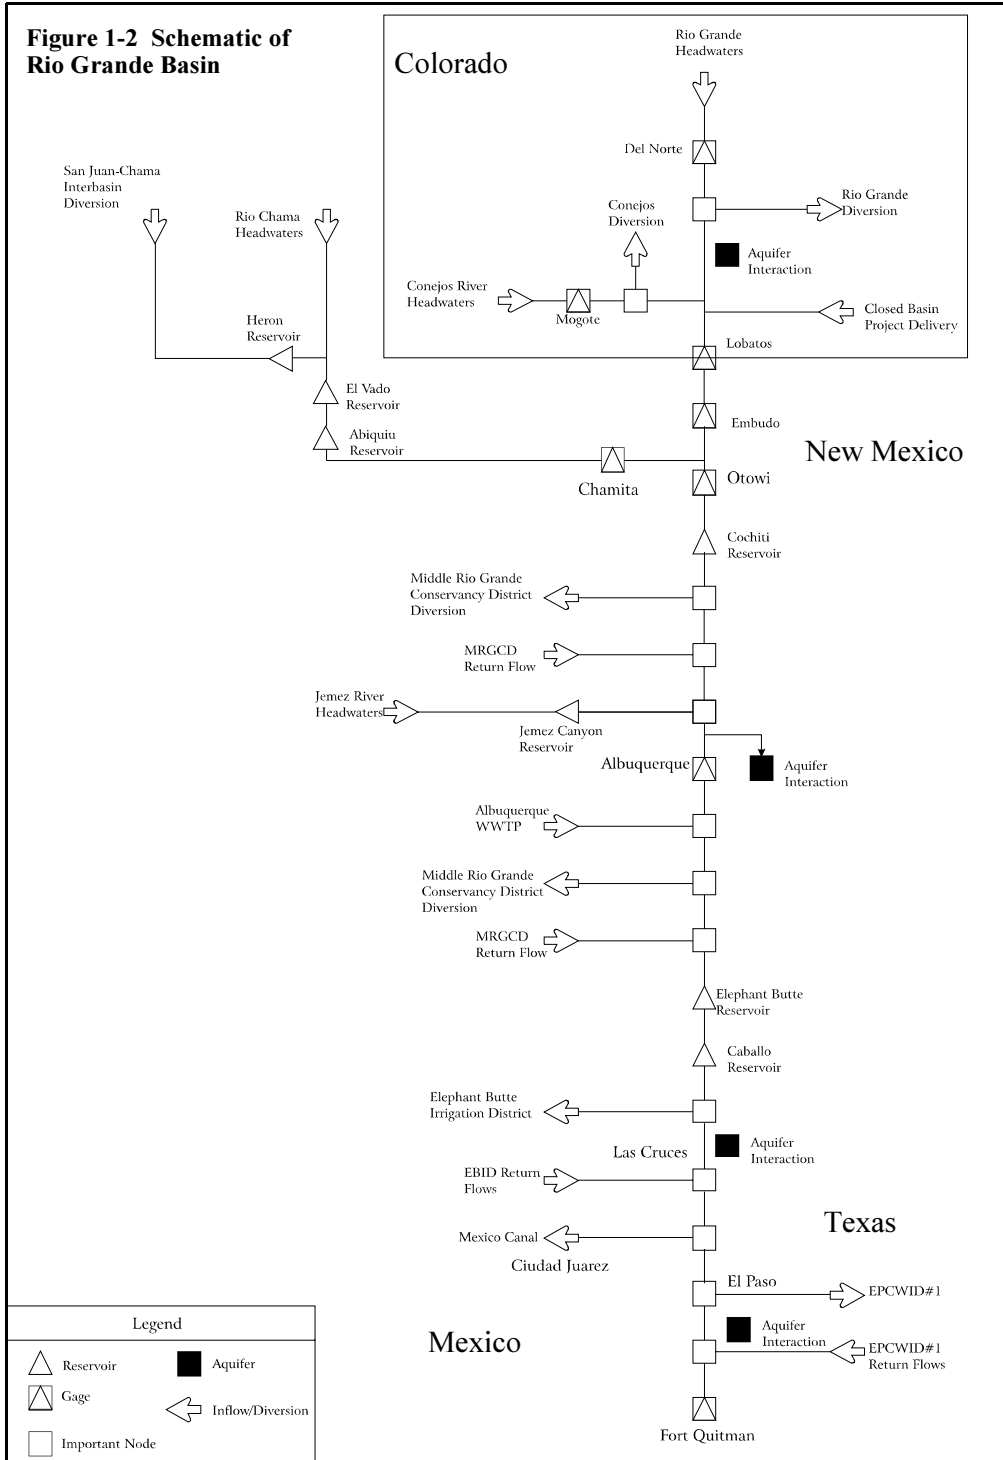 Figure 1-2 Schematic of
Rio Grande Basin
Colorado
Rio Grande
Headwaters
Del Norte
San Juan-Chama
Interbasin
Diversion
Rio Chama
Headwaters
Conejos
Diversion
Rio Grande
Diversion
Aquifer
Interaction
Conejos River
Headwaters
Mogote
Closed Basin
Project Delivery
Heron
Reservoir
Lobatos
El Vado
Reservoir
Embudo
Abiquiu
Reservoir
New Mexico
Chamita
Otowi
Cochiti
Reservoir
Middle Rio Grande
Conservancy District
Diversion
MRGCD
Return Flow
Jemez River
Headwaters
Jemez Canyon
Reservoir
Albuquerque
Aquifer
Interaction
Albuquerque
WWTP
Middle Rio Grande
Conservancy District
Diversion
MRGCD
Return Flow
Elephant Butte
Reservoir
Caballo
Reservoir
Elephant Butte
Irrigation District
Las Cruces
Aquifer
Interaction
EBID Return
Flows
Texas
Mexico Canal
Ciudad Juarez
El Paso
EPCWID#1
Mexico
Aquifer
Interaction
EPCWID#1
Return Flows
Fort Quitman
Legend
Reservoir
Aquifer
Gage
Inflow/Diversion
Important Node